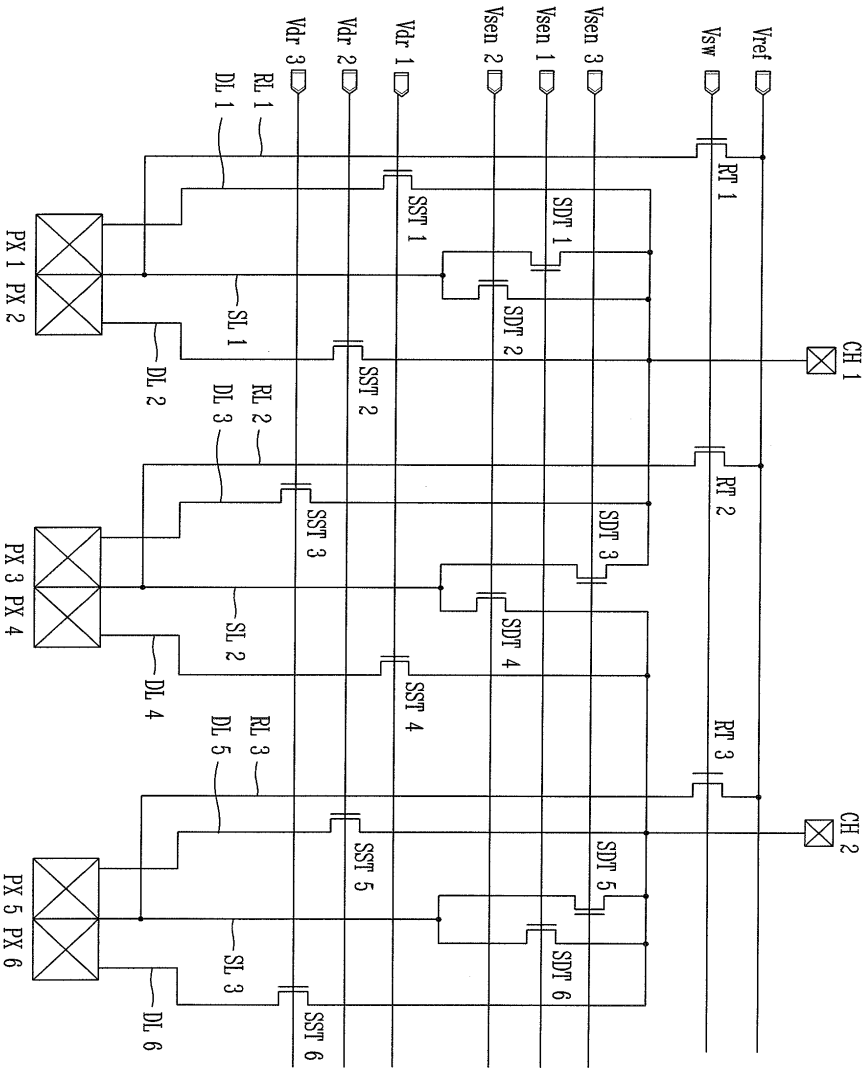 Vdr 3
Vdr 2
Vdr 1
Vsen 2
Vsen 1
Vsen 3
Vsw
Vref
DL 1
RL 1
RT 1
SST 1
SDT 1
PX 1 PX 2
SL 1
SDT 2
CH 1
DL 2
SST 2
DL 3
RL 2
RT 2
SST 3
SDT 3
PX 3 PX 4
SL 2
SDT 4
DL 4
SST 4
DL 5
RL 3
RT 3
CH 2
SST 5
SDT 5
PX 5 PX 6
SL 3
SDT 6
DL 6
SST 6